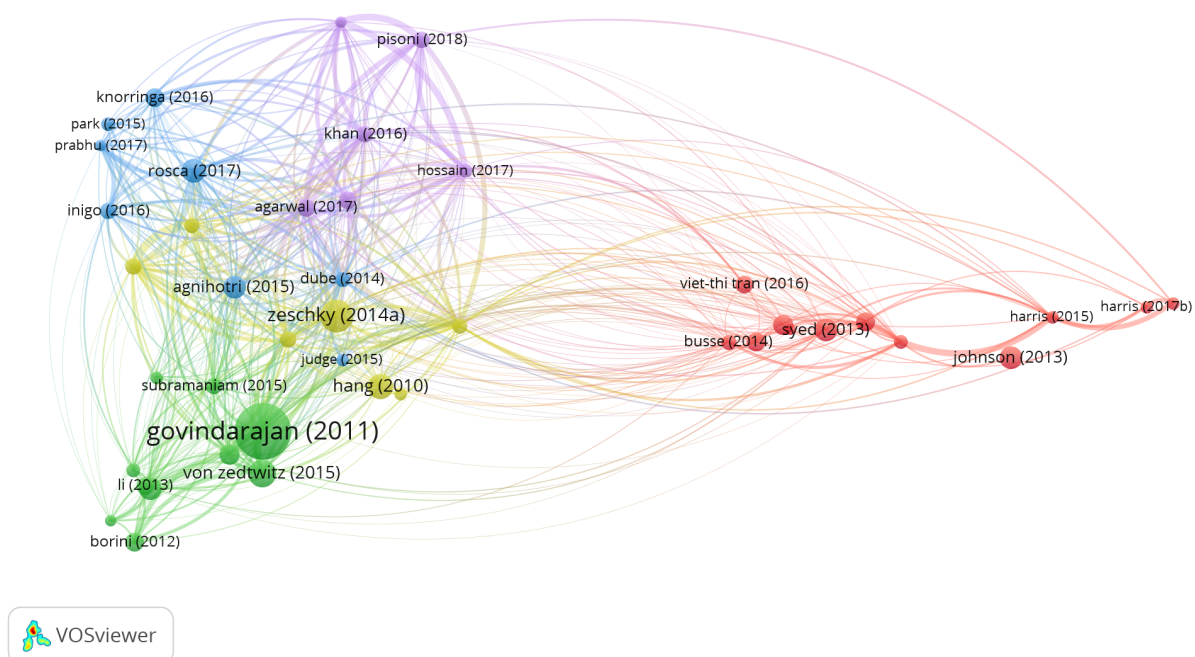 pisoni (2018)
knorringa (2016)
park (2015)
khan (2016)
prabhu (2017)
rosca (2017)
hossain (2017)
agarwal (2017)
inigo (2016)
dube (2014)
viet-thi tran (2016)
agnihotri (2015)
harris (2017b)
zeschky (2014a)
harris (2015)
syed (2013)
busse (2014)
judge (2015)
johnson (2013)
subramaniam (2015)
hang (2010)
govindarajan (2011)
von zedtwitz (2015)
li (2013)
borini (2012)
VOSviewer